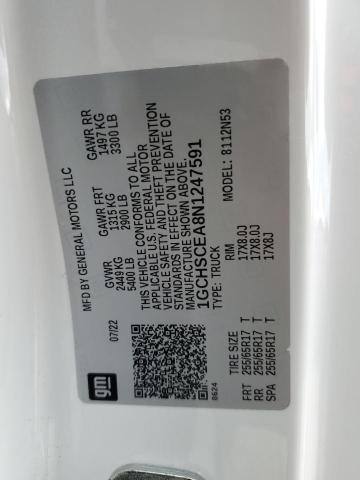 MFD BY GENERAL MOTORS LLC
07/22
GVWR
2449 KG
5400 LB
GAWR FRT
1315 KG
2900 LB
GAWR RR
1497 KG
3300 LB
THIS VEHICLE CONFORMS TO ALL
APPLICABLE U.S. FEDERAL MOTOR
VEHICLE SAFETY AND THEFT PREVENTION
STANDARDS IN EFFECT ON THE DATE OF
MANUFACTURE SHOWN ABOVE.
1GCHSCEA8N1247591
TYPE: TRUCK
MODEL: 8112N53
gm
8624
TIRE SIZE RIM
FRT 255/65R17 T 17X8.0J
RR 255/65R17 T 17X8.0J
SPA 255/65R17 T 17X8J